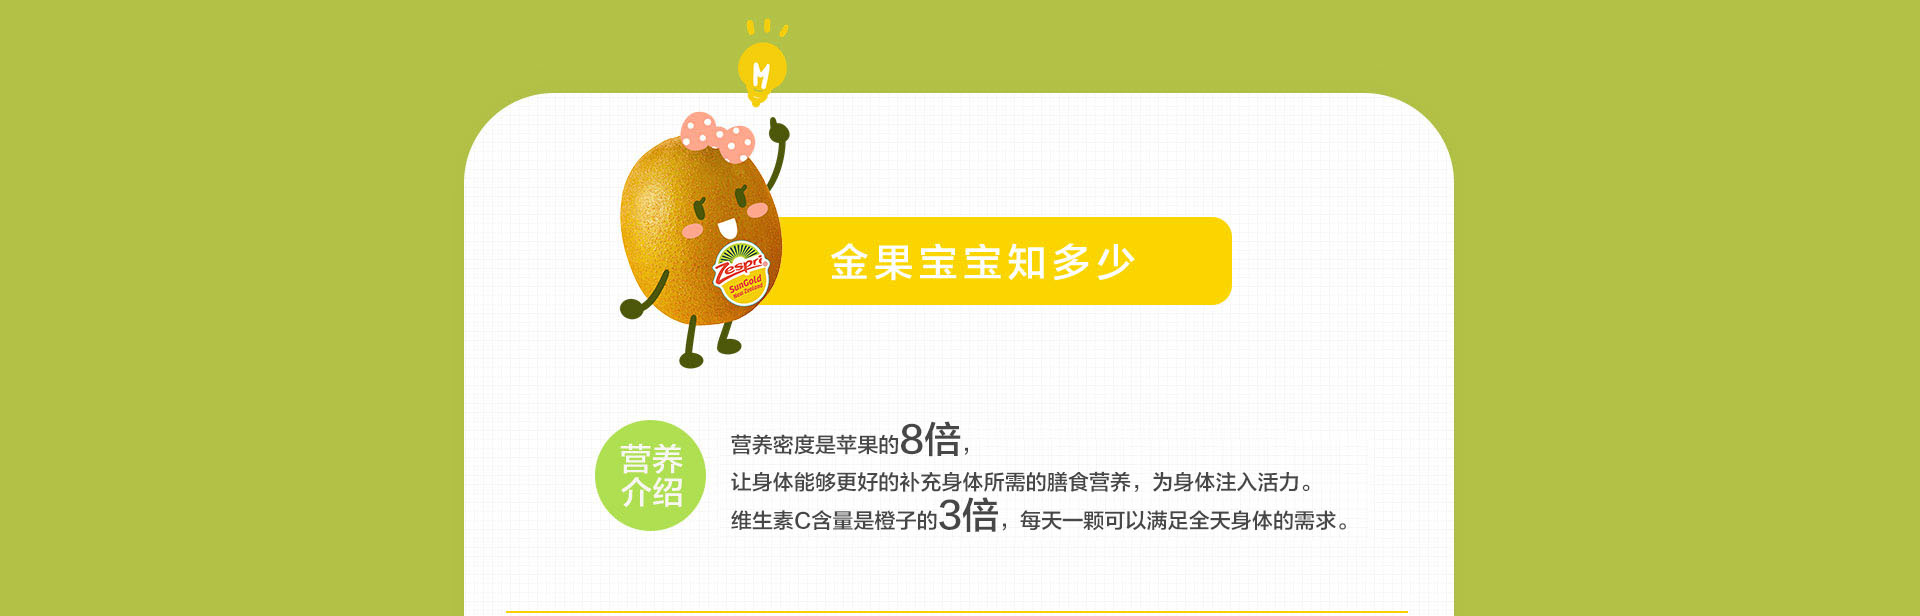 M
金果宝宝知多少
Zespri
SunGold
New Zealand
营养
介绍
营养密度是苹果的8倍，
让身体能够更好的补充身体所需的膳食营养，为身体注入活力。
维生素C含量是橙子的3倍，每天一颗可以满足全天身体的需求。